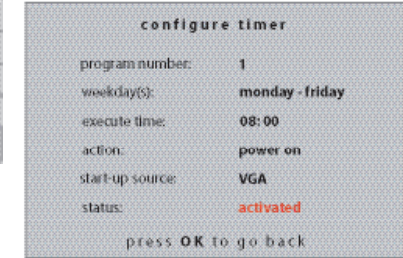 configure timer
program number: 1
weekday(s): monday - friday
execute time: 08:00
action: power on
start-up source: VGA
status: activated
press OK to go back